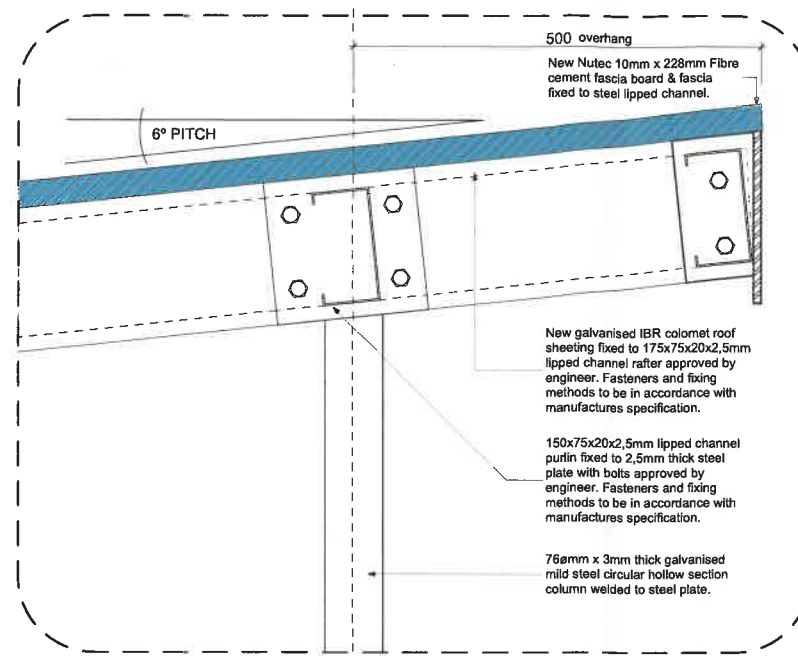 500 overhang
New Nutec 10mm x 228mm Fibre
cement fascia board & fascia
fixed to steel lipped channel.
6º PITCH
New galvanised IBR colomet roof
sheeting fixed to 175x75x20x2,5mm
lipped channel rafter approved by
engineer. Fasteners and fixing
methods to be in accordance with
manufactures specification.
150x75x20x2,5mm lipped channel
purlin fixed to 2,5mm thick steel
plate with bolts approved by
engineer. Fasteners and fixing
methods to be in accordance with
manufactures specification.
76ømm x 3mm thick galvanised
mild steel circular hollow section
column welded to steel plate.